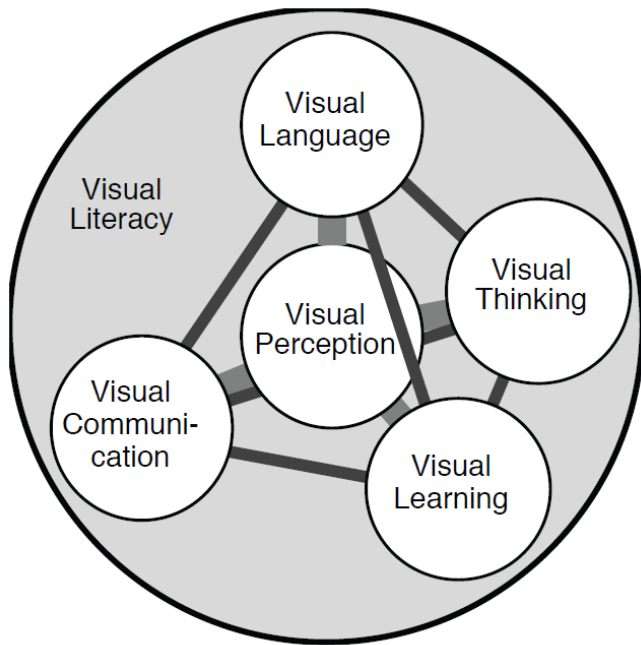 Visual
Language
Visual
Literacy
Visual
Thinking
Visual
Perception
Visual
Communi-
cation
Visual
Learning